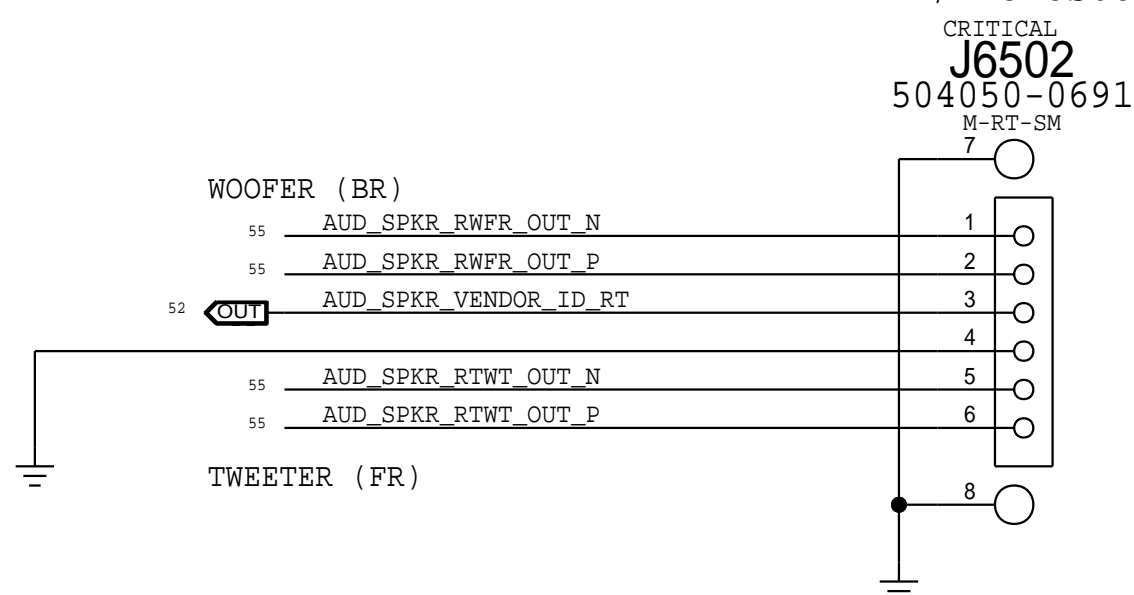 CRITICAL
J6502
504050-0691
M-RT-SM
7
WOOFER (BR)
55 AUD_SPKR_RWFR_OUT_N 1
55 AUD_SPKR_RWFR_OUT_P 2
52 OUT AUD_SPKR_VENDOR_ID_RT 3
4
55 AUD_SPKR_RTWT_OUT_N 5
55 AUD_SPKR_RTWT_OUT_P 6
TWEETER (FR)
8